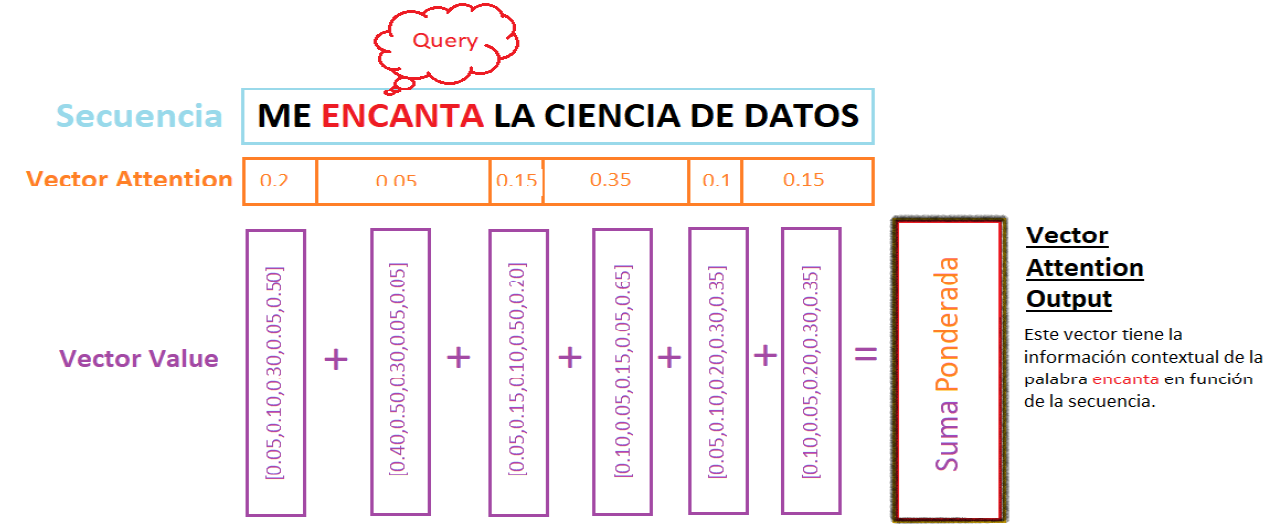 Query
Secuencia
ME ENCANTA LA CIENCIA DE DATOS
Vector Attention
0.2
0.05
0.15
0.35
0.1
0.15
Vector Value
[0.05,0.10,0.30,0.05,0.50]
+
[0.40,0.50,0.30,0.05,0.05]
+
[0.05,0.15,0.10,0.50,0.20]
+
[0.10,0.05,0.15,0.05,0.65]
+
[0.05,0.10,0.20,0.30,0.35]
+
[0.10,0.05,0.20,0.30,0.35]
=
Suma Ponderada
Vector
Attention
Output
Este vector tiene la
información contextual de la
palabra encanta en función
de la secuencia.